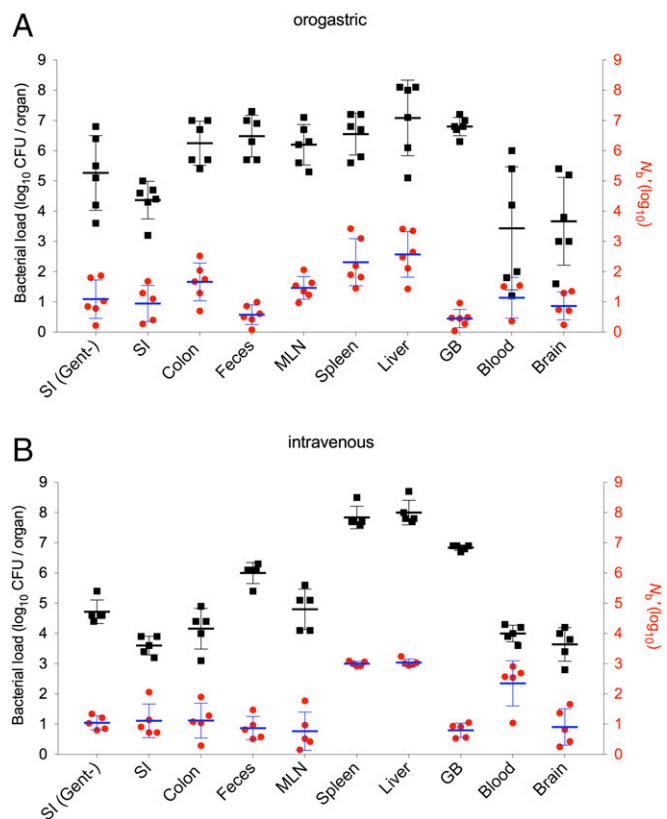 A
orogastric
Bacterial load (log10 CFU / organ)
9
8
7
6
5
4
3
2
1
0
9
8
7
6
5
4
3
2
1
0
Nb' (log10)
SI (Gent-)
SI
Colon
Feces
MLN
Spleen
Liver
GB
Blood
Brain
B
intravenous
Bacterial load (log10 CFU / organ)
9
8
7
6
5
4
3
2
1
0
9
8
7
6
5
4
3
2
1
0
Nb' (log10)
SI (Gent-)
SI
Colon
Feces
MLN
Spleen
Liver
GB
Blood
Brain